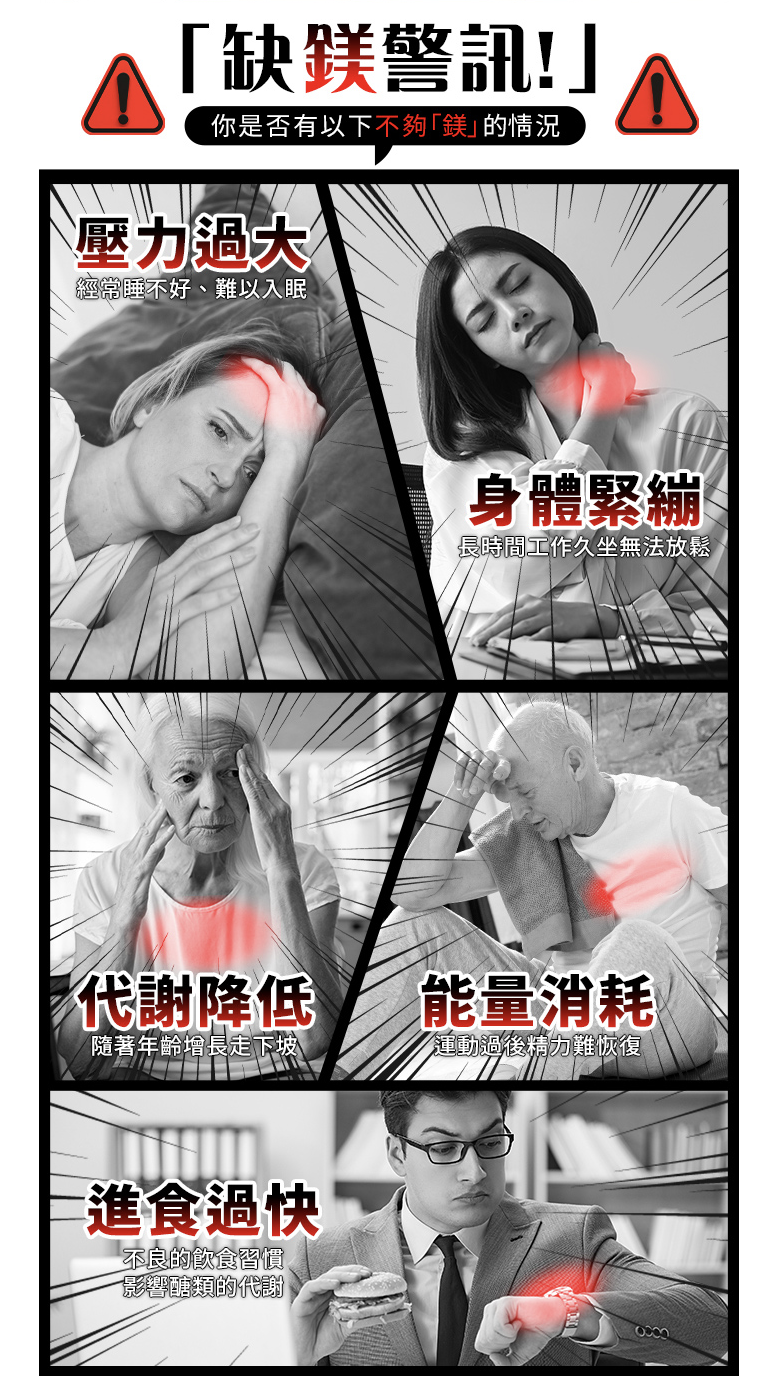 「缺鎂警訊!」
你是否有以下不夠「鎂」的情況
壓力過大
經常睡不好、難以入眠
身體緊繃
長時間工作久坐無法放鬆
代謝降低
隨著年齡增長走下坡
能量消耗
運動過後精力難恢復
進食過快
不良的飲食習慣
影響醣類的代謝